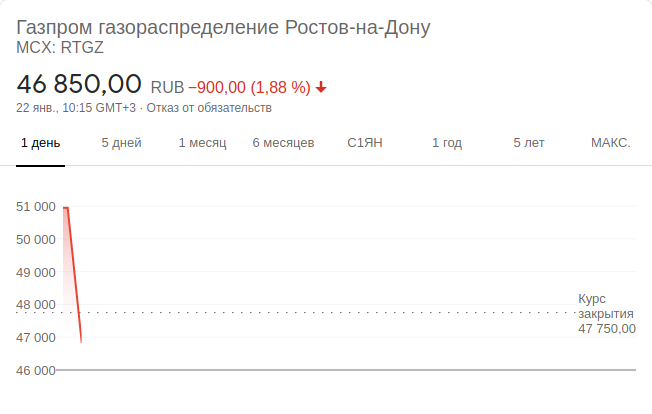 Газпром газораспределение Ростов-на-Дону
MCX: RTGZ
46 850,00 RUB −900,00 (1,88 %)
22 янв., 10:15 GMT+3 · Отказ от обязательств
1 день 5 дней 1 месяц 6 месяцев С1ЯН 1 год 5 лет МАКС.
51 000
50 000
49 000
48 000
Курс
закрытия
47 750,00
47 000
46 000